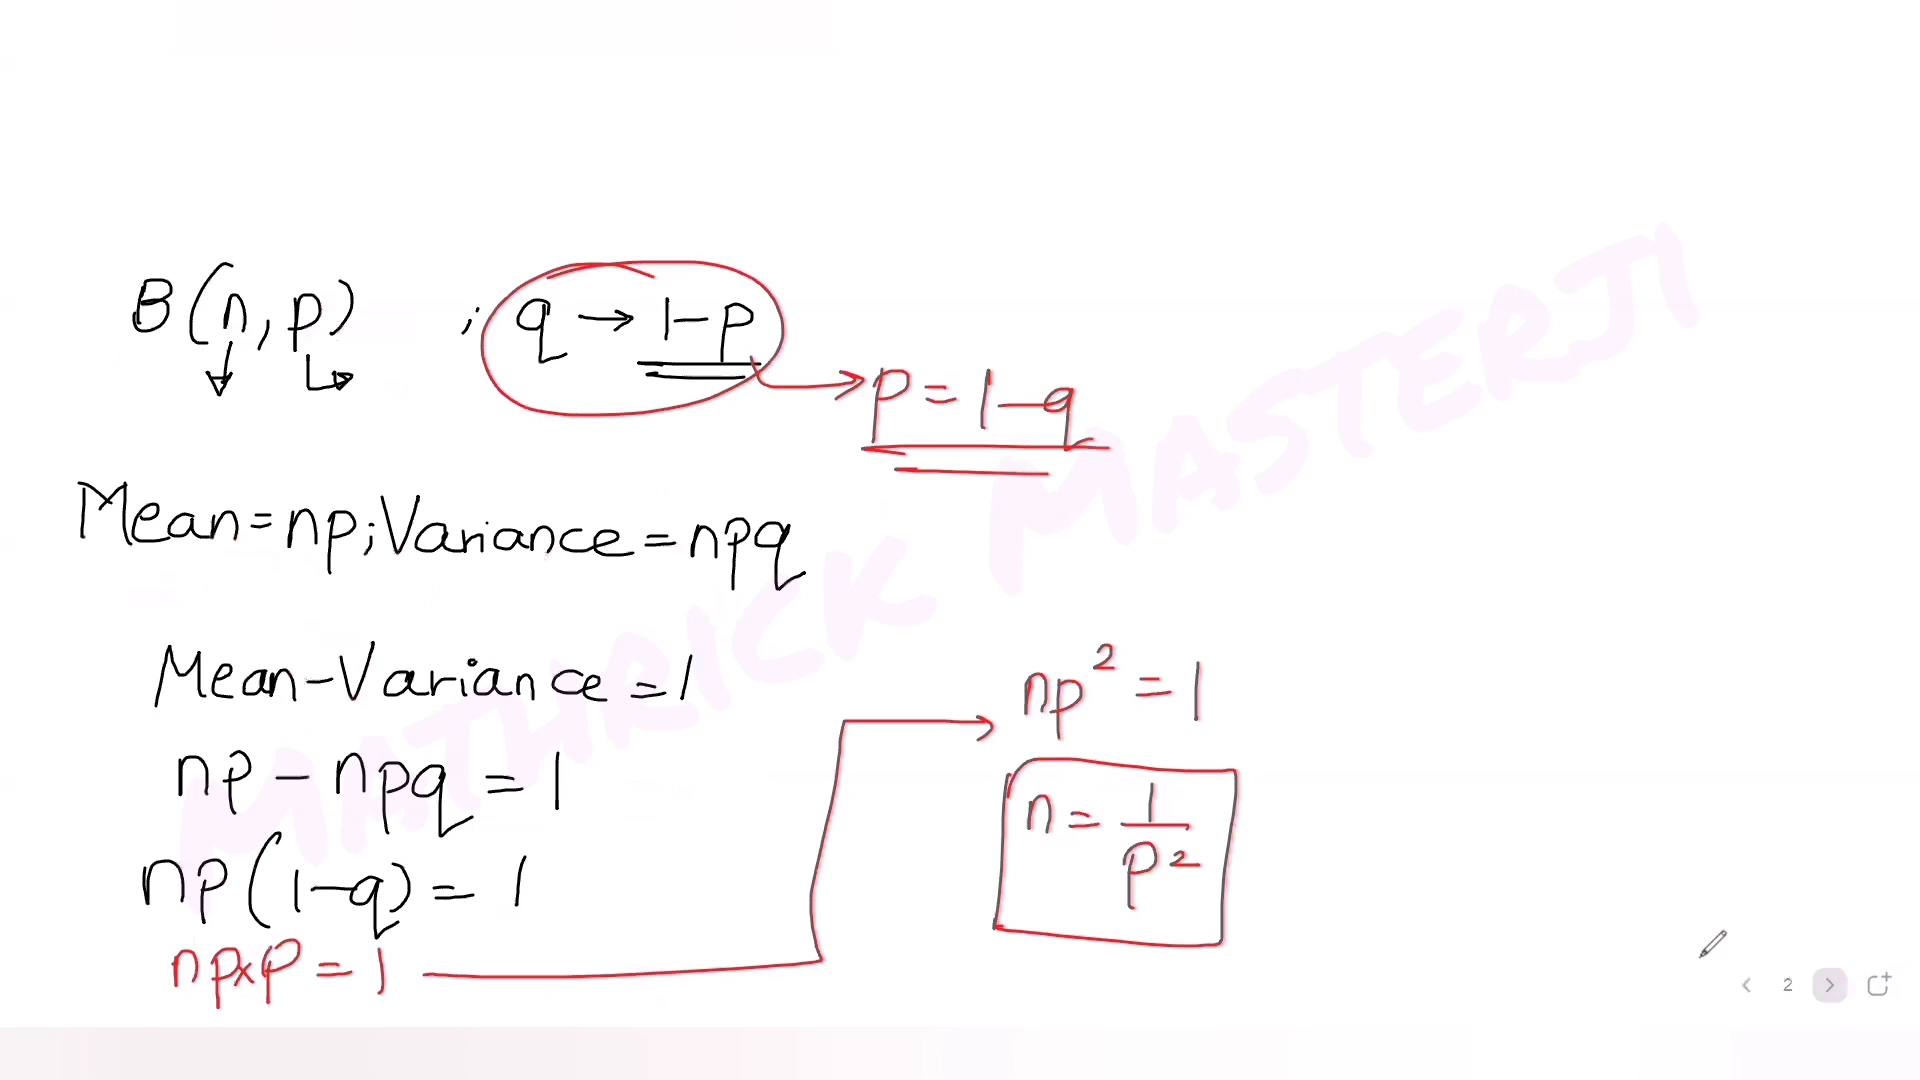 B(n, p) ; q → 1-p
→ p = 1-q
Mean = np; Variance = npq
Mean-Variance = 1
np - npq = 1
np(1-q) = 1
np×p = 1
np² = 1
n = 1/p²
MATHRICK MASTERJI
2